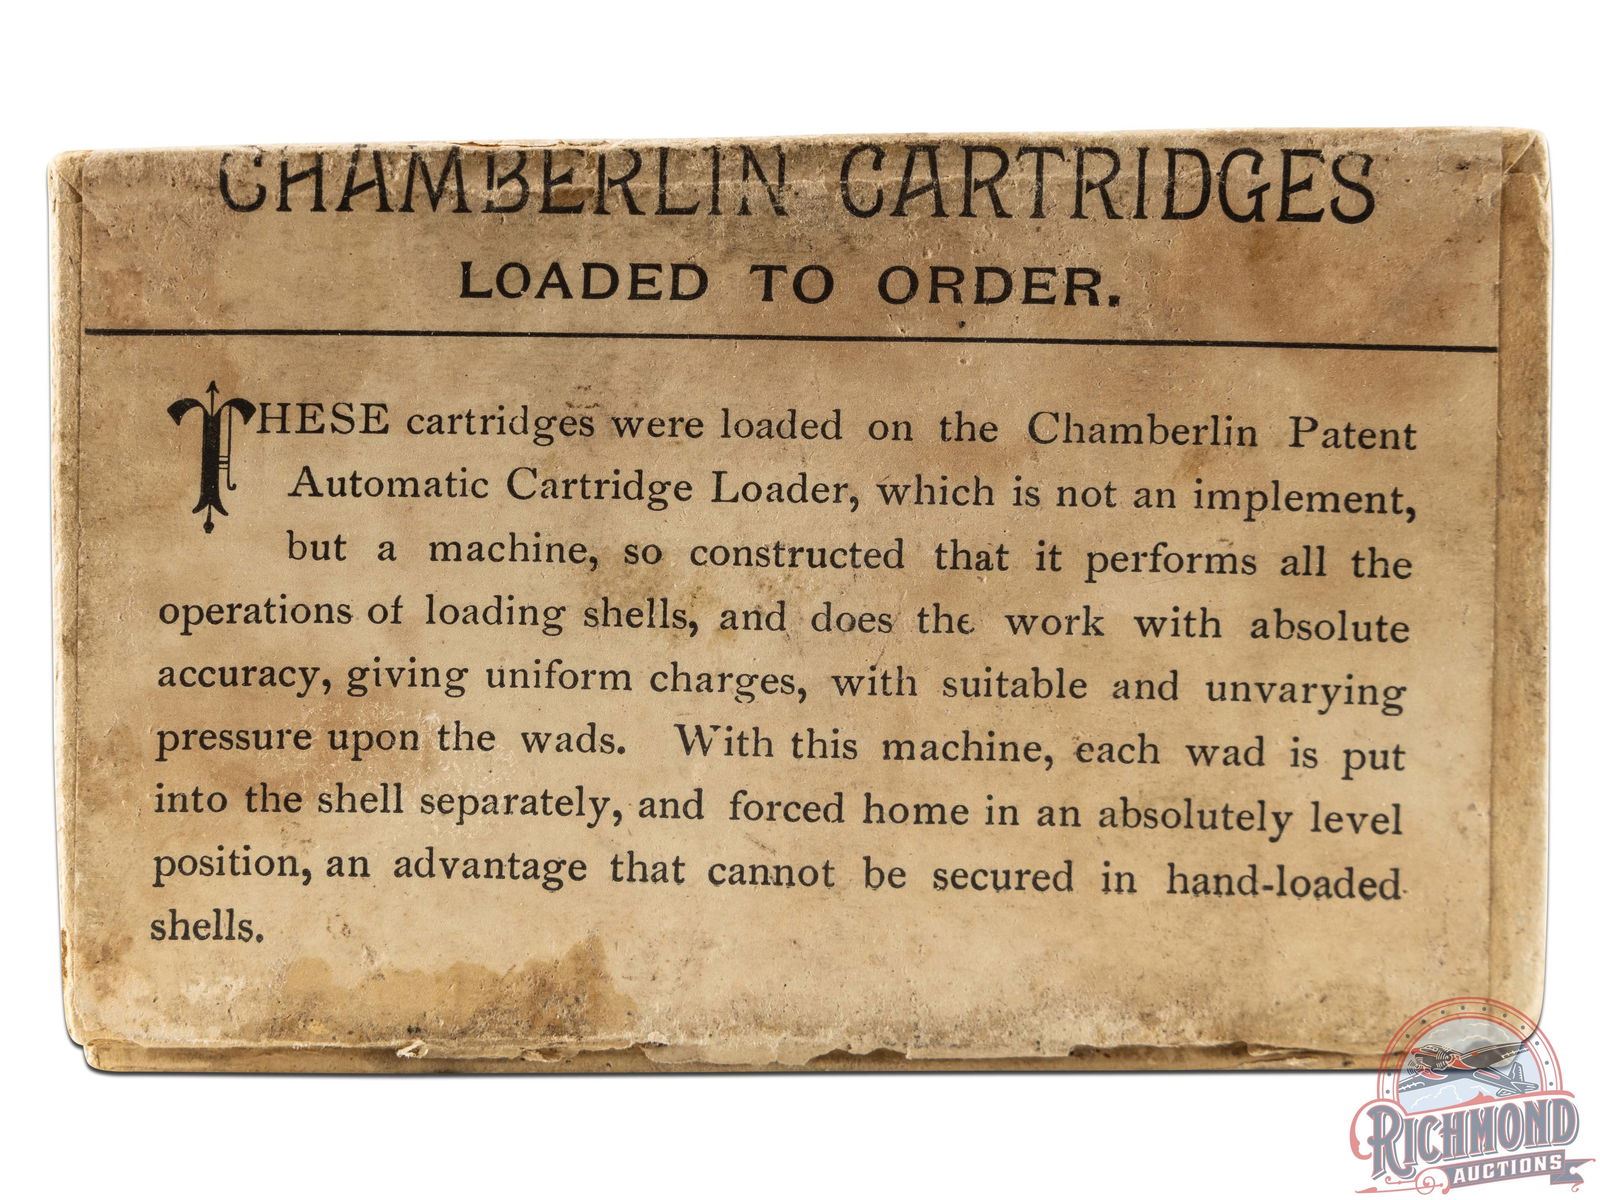 CHAMBERLIN CARTRIDGES
LOADED TO ORDER.
THESE cartridges were loaded on the Chamberlin Patent
Automatic Cartridge Loader, which is not an implement,
but a machine, so constructed that it performs all the
operations of loading shells, and does the work with absolute
accuracy, giving uniform charges, with suitable and unvarying
pressure upon the wads. With this machine, each wad is put
into the shell separately, and forced home in an absolutely level
position, an advantage that cannot be secured in hand-loaded
shells.
RICHMOND
AUCTIONS